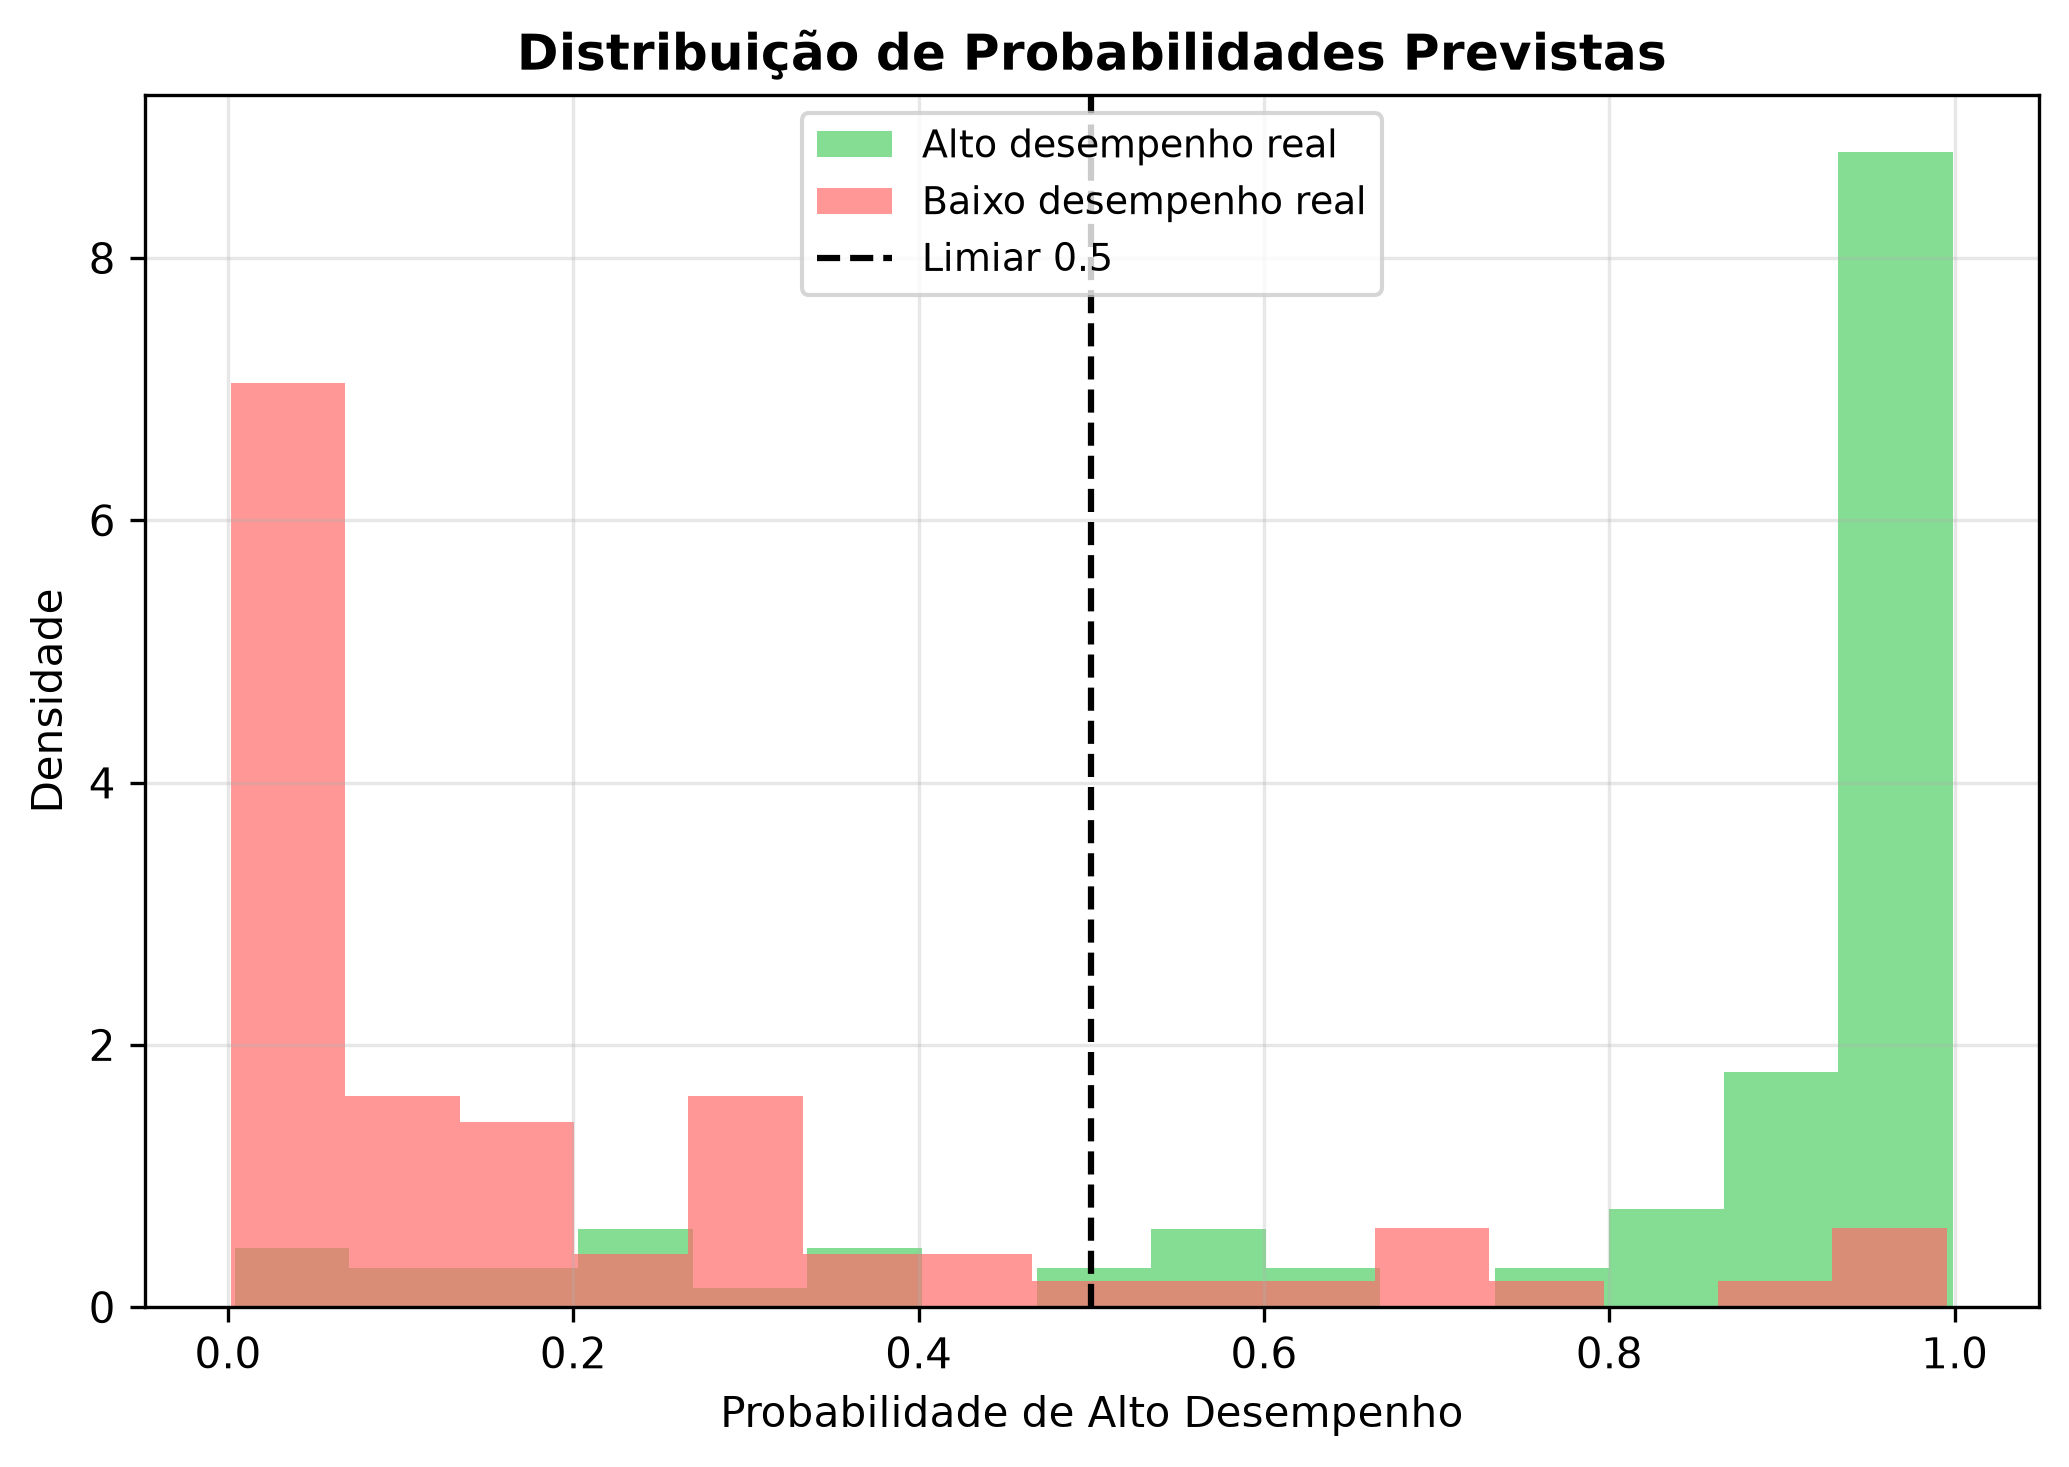 Distribuição de Probabilidades Previstas
Alto desempenho real
Baixo desempenho real
Limiar 0.5
Densidade
8
6
4
2
0
0.0 0.2 0.4 0.6 0.8 1.0
Probabilidade de Alto Desempenho